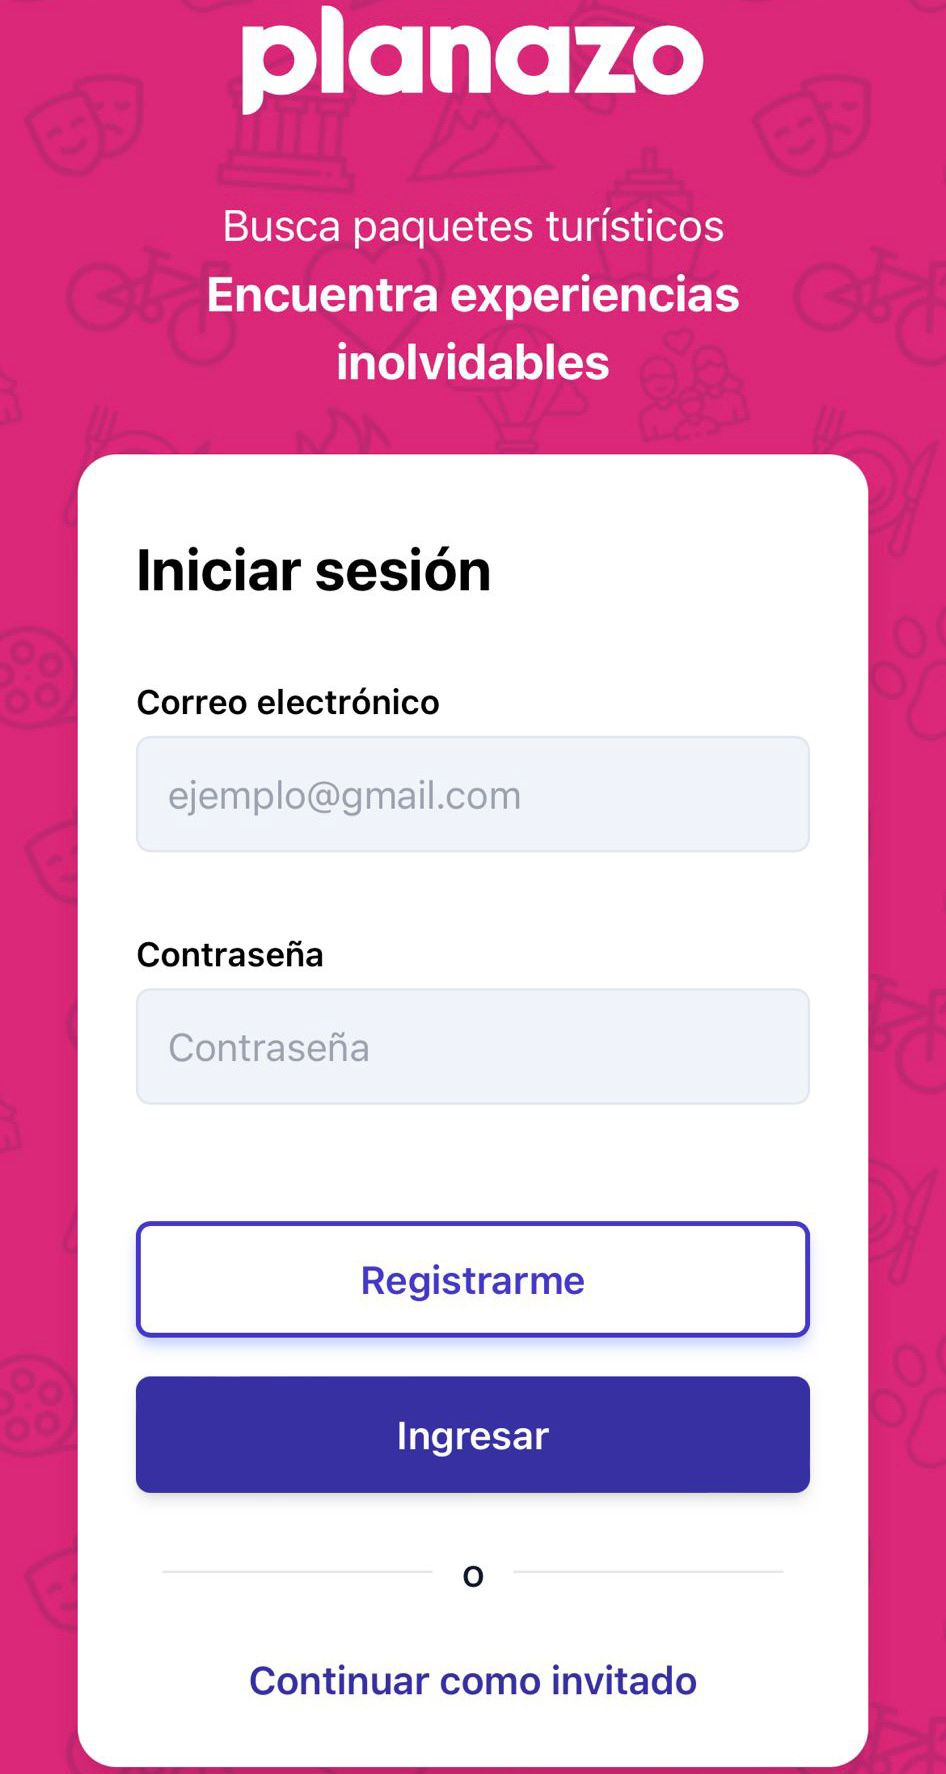 planazo
Busca paquetes turísticos
Encuentra experiencias
inolvidables
Iniciar sesión
Correo electrónico
ejemplo@gmail.com
Contraseña
Contraseña
Registrarme
Ingresar
o
Continuar como invitado